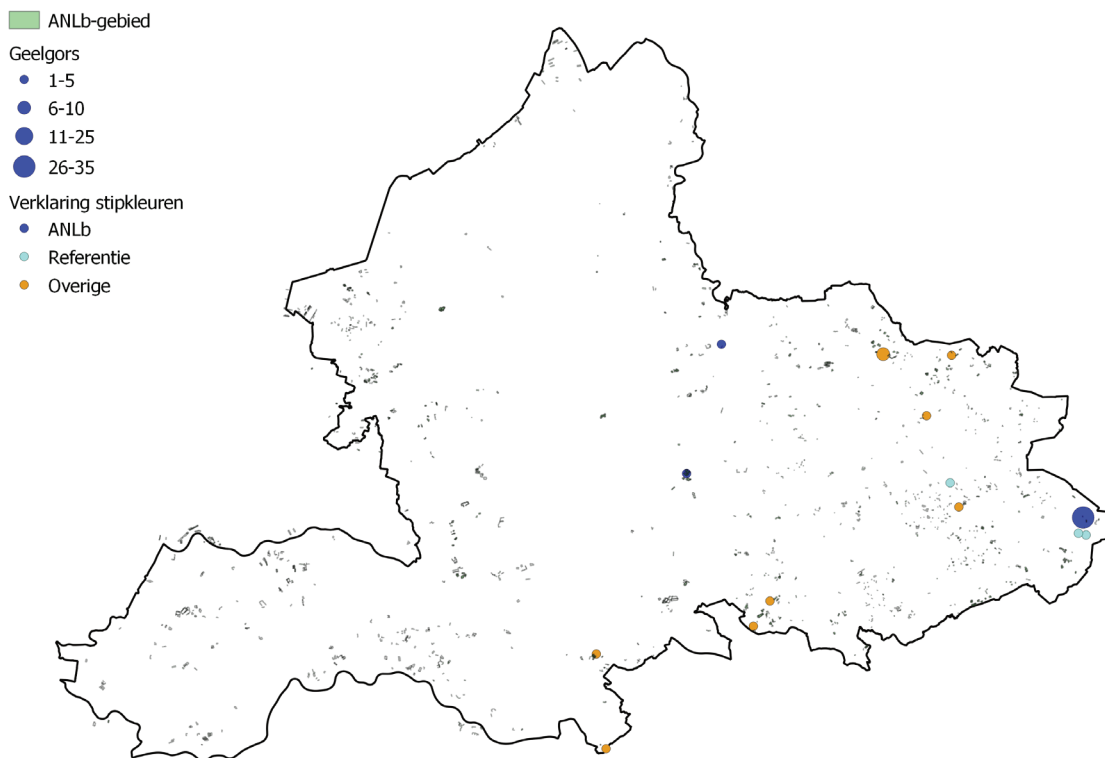 ANLb-gebied
Geelgors
1-5
6-10
11-25
26-35
Verklaring stipkleuren
ANLb
Referentie
Overige